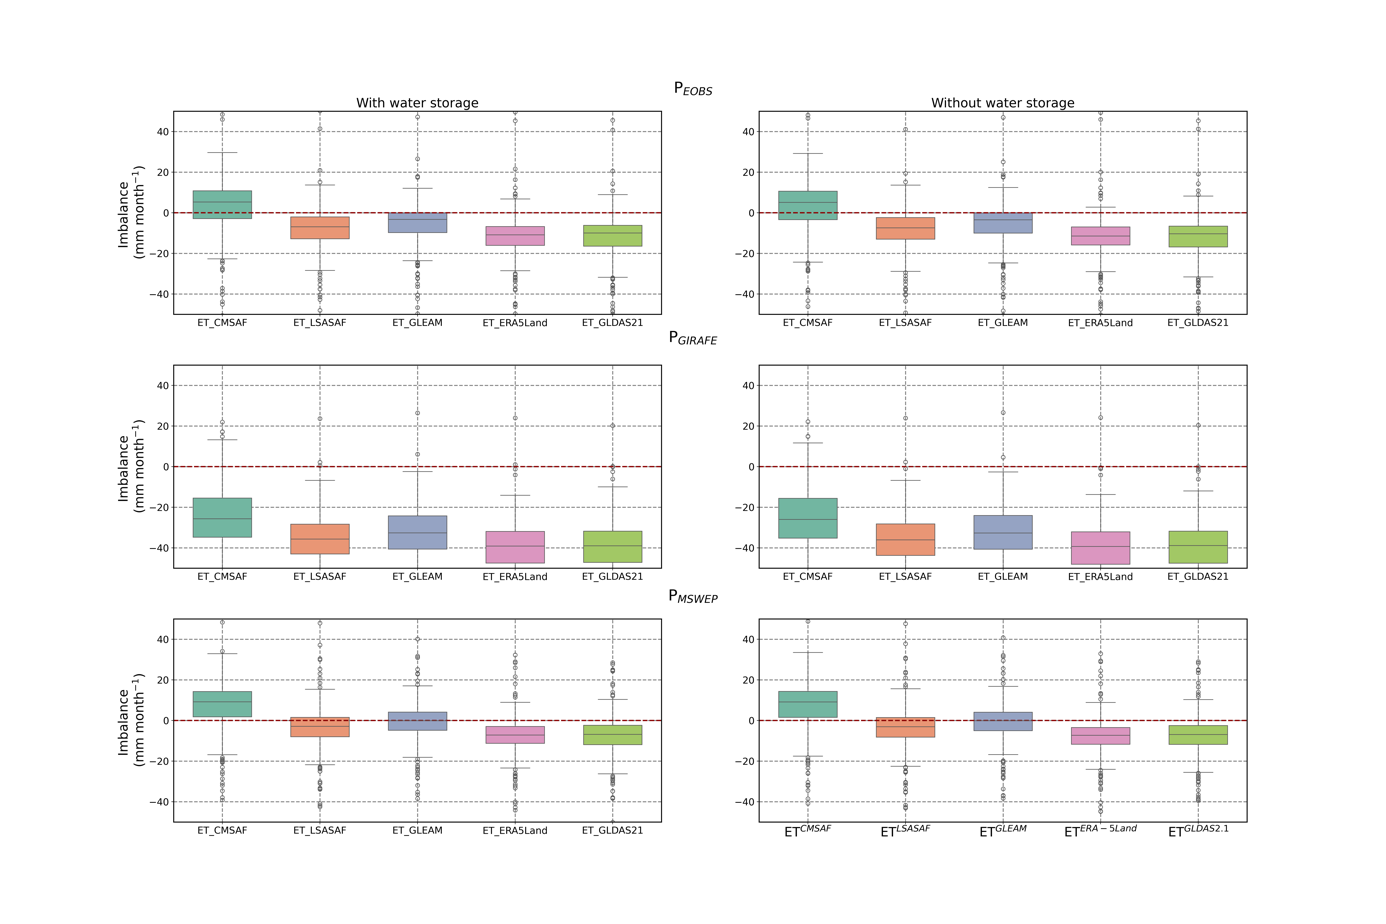 P_EOBS
With water storage
Without water storage
Imbalance
(mm month⁻¹)
40
20
0
−20
−40
ET_CMSAF ET_LSASAF ET_GLEAM ET_ERA5Land ET_GLDAS21
40
20
0
−20
−40
ET_CMSAF ET_LSASAF ET_GLEAM ET_ERA5Land ET_GLDAS21
P_GIRAFE
Imbalance
(mm month⁻¹)
40
20
0
−20
−40
ET_CMSAF ET_LSASAF ET_GLEAM ET_ERA5Land ET_GLDAS21
40
20
0
−20
−40
ET_CMSAF ET_LSASAF ET_GLEAM ET_ERA5Land ET_GLDAS21
P_MSWEP
Imbalance
(mm month⁻¹)
40
20
0
−20
−40
ET_CMSAF ET_LSASAF ET_GLEAM ET_ERA5Land ET_GLDAS21
40
20
0
−20
−40
ET^CMSAF ET^LSASAF ET^GLEAM ET^ERA−5Land ET^GLDAS2.1